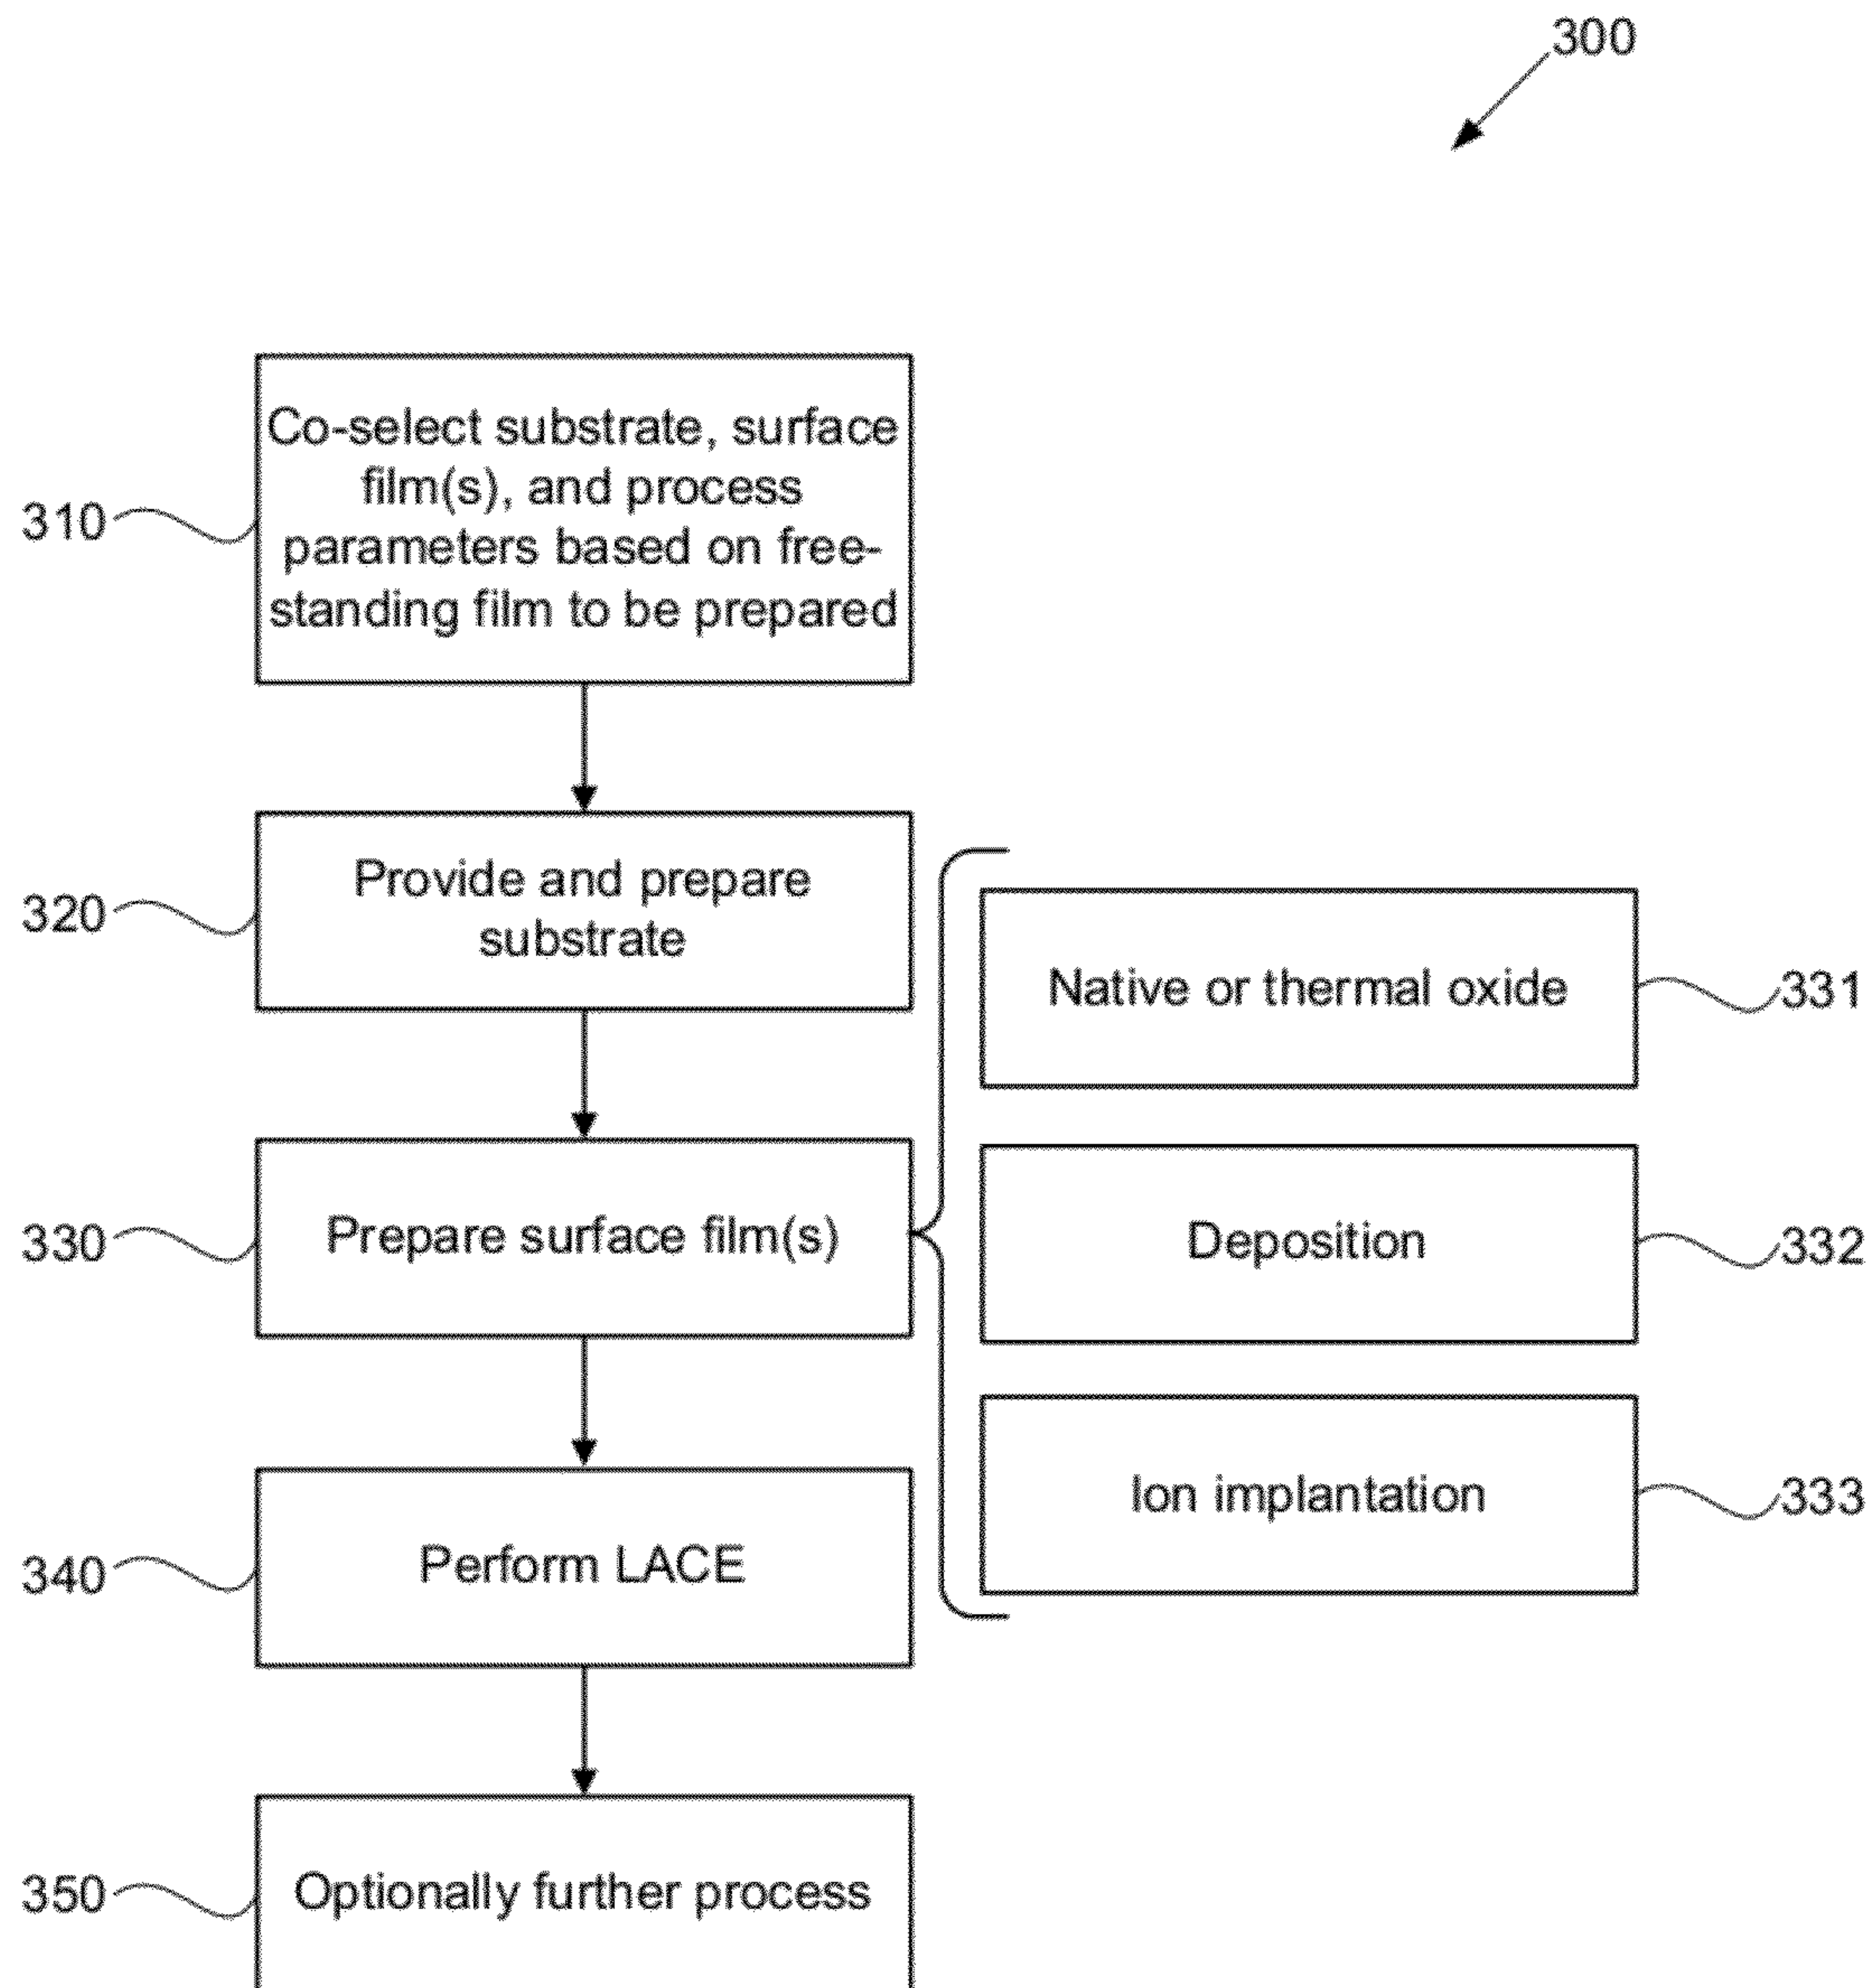 300
310
Co-select substrate, surface
film(s), and process
parameters based on free-
standing film to be prepared
320
Provide and prepare
substrate
330
Prepare surface film(s)
Native or thermal oxide
331
Deposition
332
Ion implantation
333
340
Perform LACE
350
Optionally further process